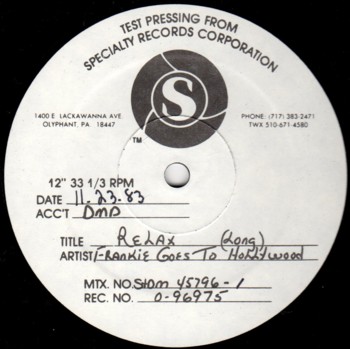 TEST PRESSING FROM
SPECIALTY RECORDS CORPORATION
S
1400 E. LACKAWANNA AVE.
OLYPHANT, PA 18447
PHONE: (717) 383-2471
TWX 510-671-4580
TM
12" 33 1/3 RPM
DATE 11.23.83
ACC'T DMD
TITLE RELAX (Long)
ARTIST FRANKIE GOES TO HOLLYWOOD
MTX. NO. StDM 45796-1
REC. NO. 0-96975